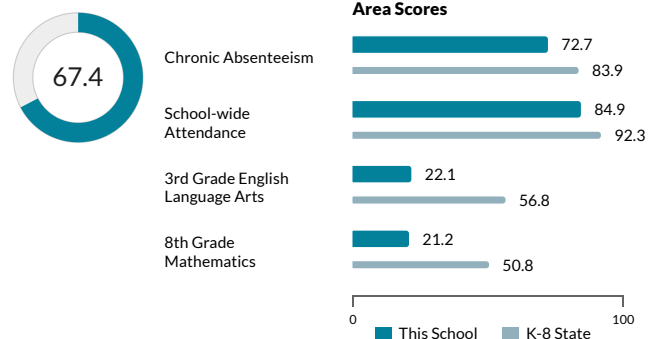 Area Scores
67.4
Chronic Absenteeism
72.7
83.9
School-wide
Attendance
84.9
92.3
3rd Grade English
Language Arts
22.1
56.8
8th Grade
Mathematics
21.2
50.8
0
100
This School
K-8 State